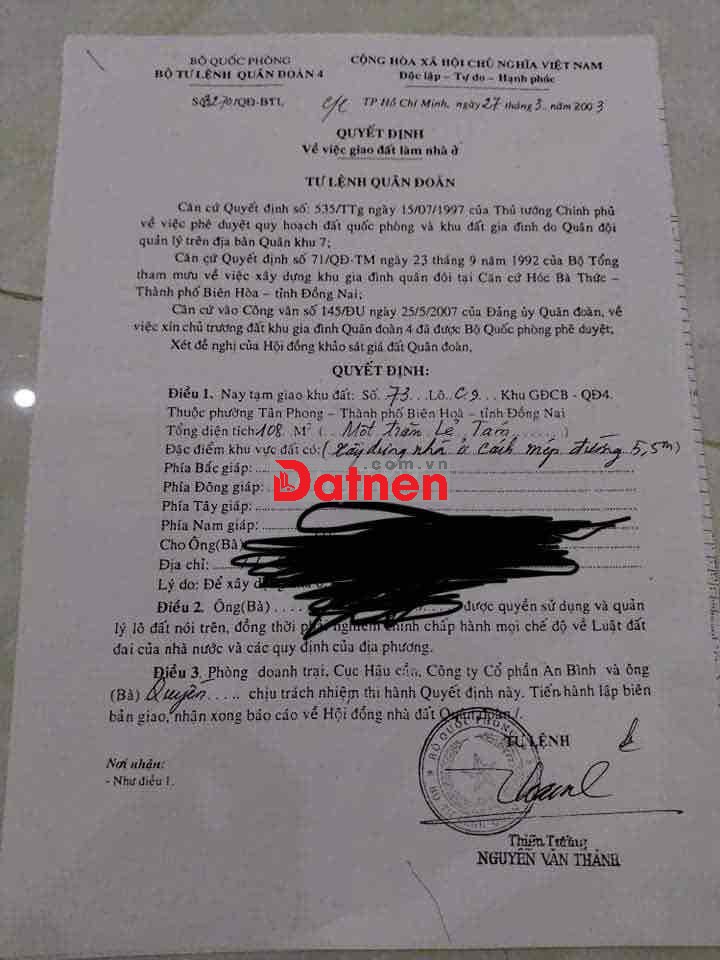 BỘ QUỐC PHÒNG
BỘ TƯ LỆNH QUÂN ĐOÀN 4
CỘNG HÒA XÃ HỘI CHỦ NGHĨA VIỆT NAM
Độc lập – Tự do – Hạnh phúc
/QĐ-BTL
TP Hồ Chí Minh, ngày 27 tháng 3 năm 2003
QUYẾT ĐỊNH
Về việc giao đất làm nhà ở
TƯ LỆNH QUÂN ĐOÀN
Căn cứ Quyết định số: 535/TTg ngày 15/07/1997 của Thủ tướng Chính phủ
về việc phê duyệt quy hoạch đất quốc phòng và khu đất gia đình do Quân đội
quản lý trên địa bàn Quân khu 7;
Căn cứ Quyết định số 71/QĐ-TM ngày 23 tháng 9 năm 1992 của Bộ Tổng
tham mưu về việc xây dựng khu gia đình quân đội tại Căn cứ Hóc Bà Thức –
Thành phố Biên Hòa – tỉnh Đồng Nai;
Căn cứ vào Công văn số 145/ĐU ngày 25/5/2007 của Đảng ủy Quân đoàn, về
việc xin chủ trương đất khu gia đình Quân đoàn 4 đã được Bộ Quốc phòng phê duyệt;
Xét đề nghị của Hội đồng khảo sát giá đất Quân đoàn,
QUYẾT ĐỊNH:
Điều 1. Nay tạm giao khu đất: Số. 73...Lô. C9. Khu GĐCB - QĐ4.
Thuộc phường Tân Phong – Thành phố Biên Hoà – tỉnh Đồng Nai
Tổng diện tích 108 M² (.. Một trăm Lẻ Tám ......)
Đặc điểm khu vực đất có: (Xây dựng nhà ở cách mép đường 5,5m)
Phía Bắc giáp:
.com.vn
Phía Đông giáp:
Datnen
Phía Tây giáp:
Phía Nam giáp:
Cho Ông(Bà)
Địa chỉ:
Lý do: Để xây
Điều 2. Ông(Bà) .... được quyền sử dụng và quản
lý lô đất nói trên, đồng thời phải nghiêm chỉnh chấp hành mọi chế độ về Luật đất
đai của nhà nước và các quy định của địa phương.
Điều 3. Phòng doanh trại, Cục Hậu cần, Công ty Cổ phần An Bình và ông
(Bà) Quyền..... chịu trách nhiệm thi hành Quyết định này. Tiến hành lập biên
bản giao, nhận xong báo cáo về Hội đồng nhà đất Quân đoàn/.
TƯ LỆNH
Nơi nhận:
- Như điều 1.
BỘ QUỐC PHÒNG
Thiếu Tướng
NGUYỄN VĂN THÀNH